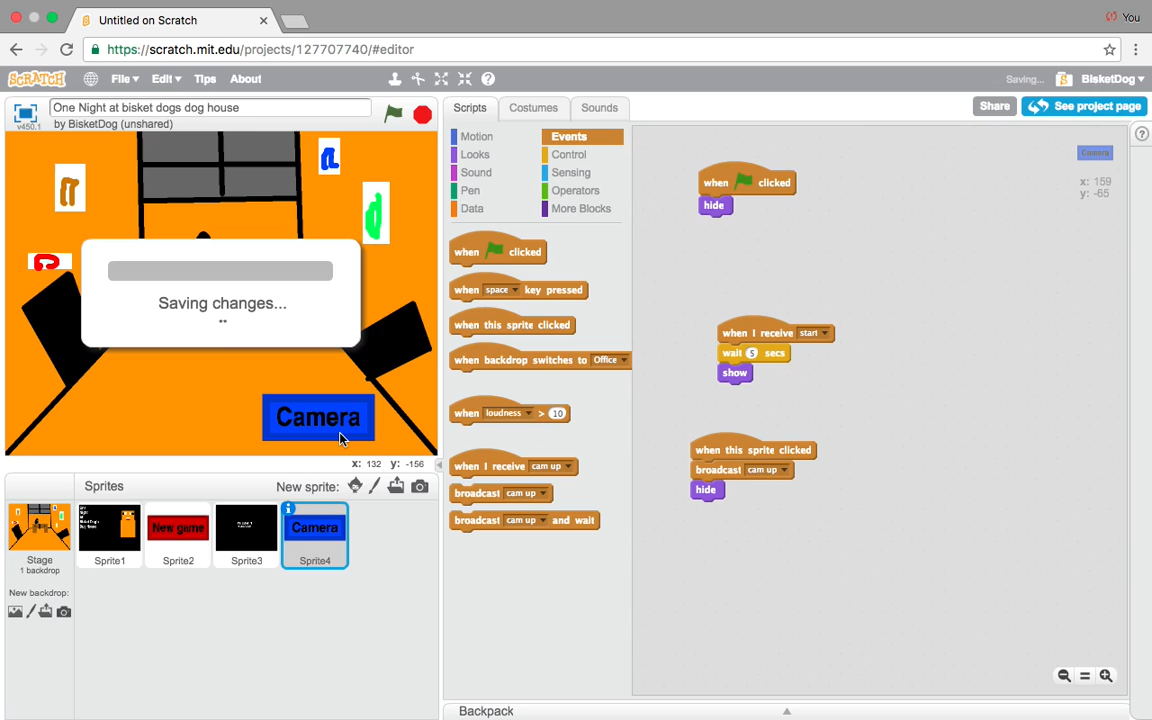 Untitled on Scratch
You
https://scratch.mit.edu/projects/127707740/#editor
SCRATCH File Edit Tips About Saving... BisketDog
One Night at bisket dogs dog house
by BisketDog (unshared)
v450.1
Scripts Costumes Sounds
Share See project page
Motion Events
Looks Control
Sound Sensing
Pen Operators
Data More Blocks
when clicked
when space key pressed
when this sprite clicked
when backdrop switches to Office
when loudness > 10
when I receive cam up
broadcast cam up
broadcast cam up and wait
when clicked
hide
when I receive start
wait 5 secs
show
when this sprite clicked
broadcast cam up
hide
Camera
x: 159
y: -65
Saving changes...
Camera
x: 132 y: -156
Sprites New sprite:
New game
Camera
Stage
1 backdrop
Sprite1 Sprite2 Sprite3 Sprite4
New backdrop:
Backpack